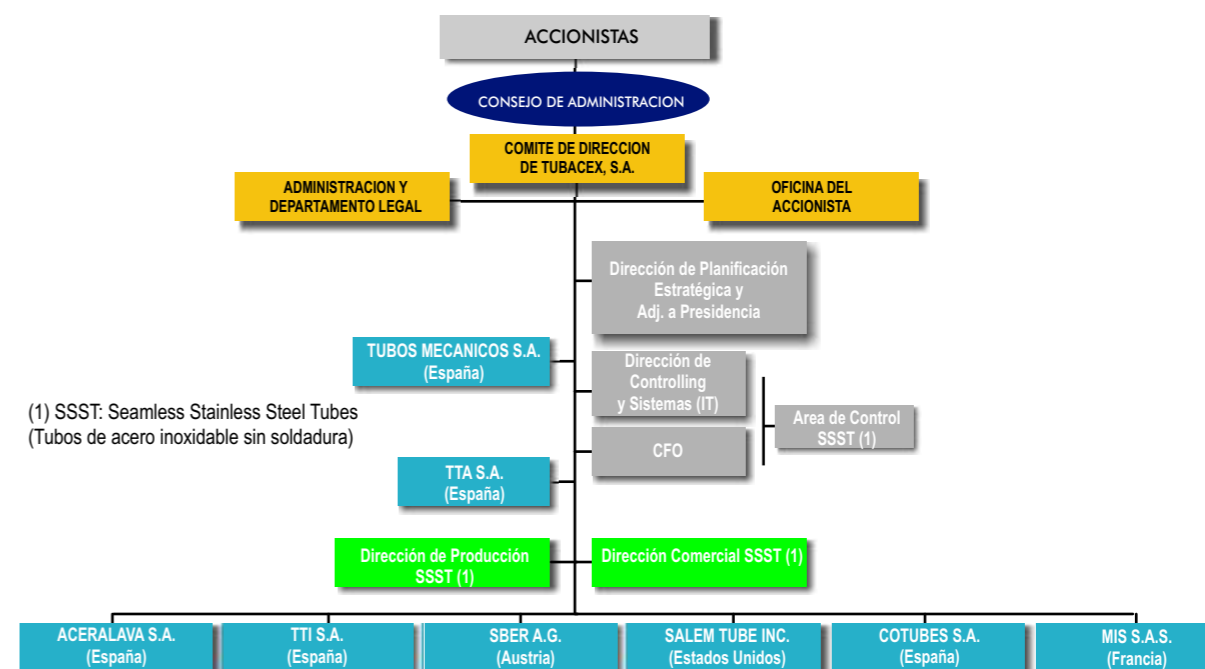 ACCIONISTAS
CONSEJO DE ADMINISTRACION
COMITE DE DIRECCION
DE TUBACEX, S.A.
ADMINISTRACION Y
DEPARTAMENTO LEGAL
OFICINA DEL
ACCIONISTA
Dirección de Planificación
Estratégica y
Adj. a Presidencia
TUBOS MECANICOS S.A.
(España)
Dirección de
Controlling
y Sistemas (IT)
Area de Control
SSST (1)
(1) SSST: Seamless Stainless Steel Tubes
(Tubos de acero inoxidable sin soldadura)
CFO
TTA S.A.
(España)
Dirección de Producción
SSST (1)
Dirección Comercial SSST (1)
ACERALAVA S.A.
(España)
TTI S.A.
(España)
SBER A.G.
(Austria)
SALEM TUBE INC.
(Estados Unidos)
COTUBES S.A.
(España)
MIS S.A.S.
(Francia)